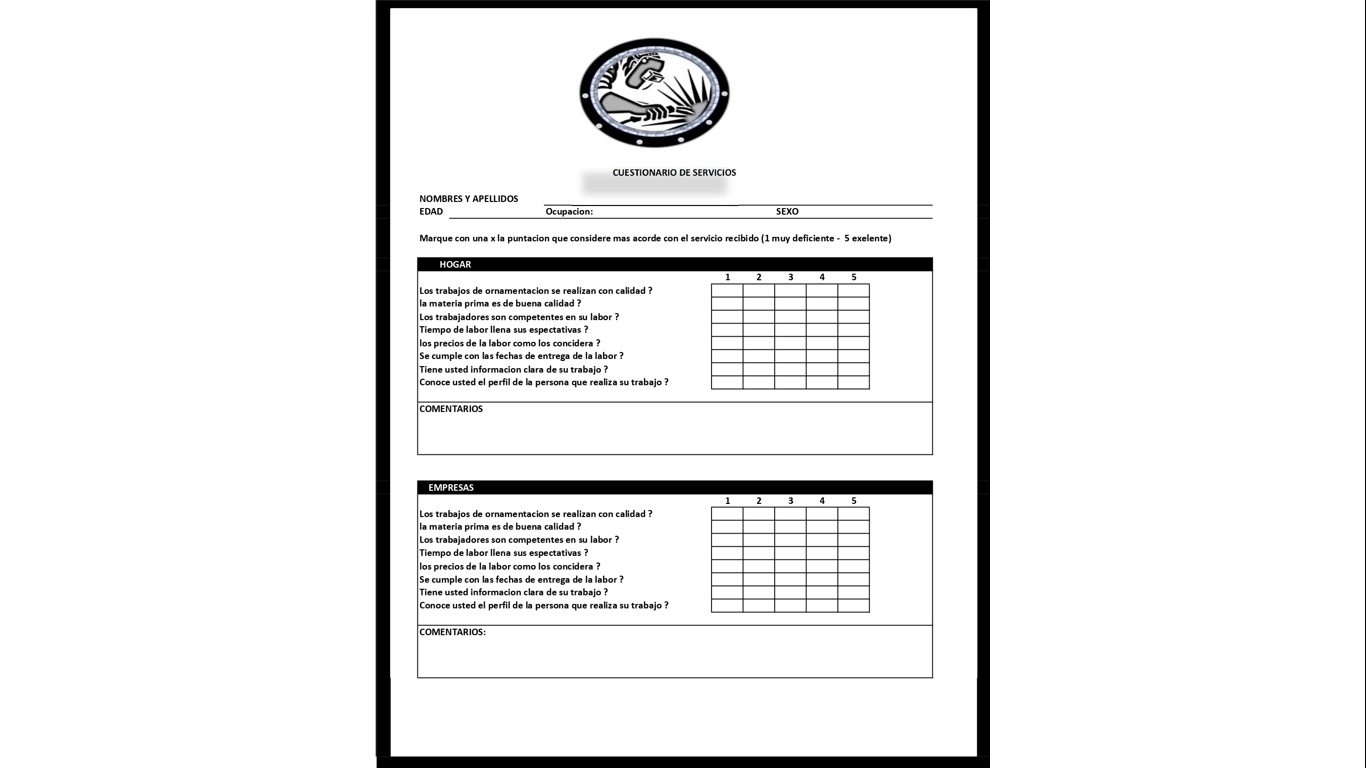 CUESTIONARIO DE SERVICIOS
NOMBRES Y APELLIDOS
EDAD Ocupacion: SEXO
Marque con una x la puntacion que considere mas acorde con el servicio recibido (1 muy deficiente - 5 exelente)
HOGAR
1 2 3 4 5
Los trabajos de ornamentacion se realizan con calidad ?
la materia prima es de buena calidad ?
Los trabajadores son competentes en su labor ?
Tiempo de labor llena sus espectativas ?
los precios de la labor como los concidera ?
Se cumple con las fechas de entrega de la labor ?
Tiene usted informacion clara de su trabajo ?
Conoce usted el perfil de la persona que realiza su trabajo ?
COMENTARIOS
EMPRESAS
1 2 3 4 5
Los trabajos de ornamentacion se realizan con calidad ?
la materia prima es de buena calidad ?
Los trabajadores son competentes en su labor ?
Tiempo de labor llena sus espectativas ?
los precios de la labor como los concidera ?
Se cumple con las fechas de entrega de la labor ?
Tiene usted informacion clara de su trabajo ?
Conoce usted el perfil de la persona que realiza su trabajo ?
COMENTARIOS: